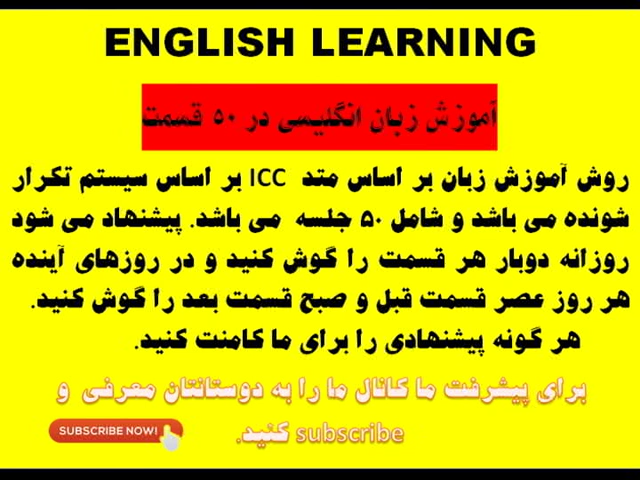 ENGLISH LEARNING
آموزش زبان انگلیسی در ۵۰ قسمت
روش آموزش زبان بر اساس متد ICC بر اساس سیستم تکرار
شونده می باشد و شامل ۵۰ جلسه می باشد. پیشنهاد می شود
روزانه دوبار هر قسمت را گوش کنید و در روزهای آینده
هر روز عصر قسمت قبل و صبح قسمت بعد را گوش کنید.
هر گونه پیشنهادی را برای ما کامنت کنید.
برای پیشرفت ما کانال ما را به دوستانتان معرفی و
subscribe کنید.
SUBSCRIBE NOW!